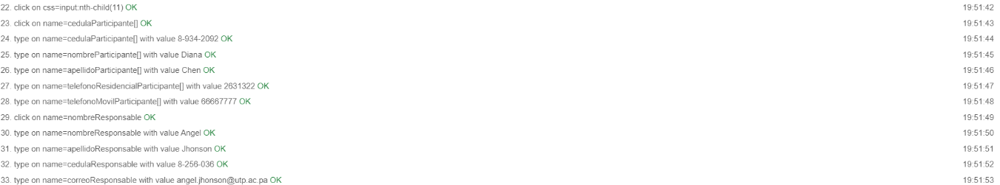 22. click on css=input:nth-child(11) OK 19:51:42
23. click on name=cedulaParticipante[] OK 19:51:43
24. type on name=cedulaParticipante[] with value 8-934-2092 OK 19:51:44
25. type on name=nombreParticipante[] with value Diana OK 19:51:45
26. type on name=apellidoParticipante[] with value Chen OK 19:51:46
27. type on name=telefonoResidencialParticipante[] with value 2631322 OK 19:51:47
28. type on name=telefonoMovilParticipante[] with value 66667777 OK 19:51:48
29. click on name=nombreResponsable OK 19:51:49
30. type on name=nombreResponsable with value Angel OK 19:51:50
31. type on name=apellidoResponsable with value Jhonson OK 19:51:51
32. type on name=cedulaResponsable with value 8-256-036 OK 19:51:52
33. type on name=correoResponsable with value angel.jhonson@utp.ac.pa OK 19:51:53